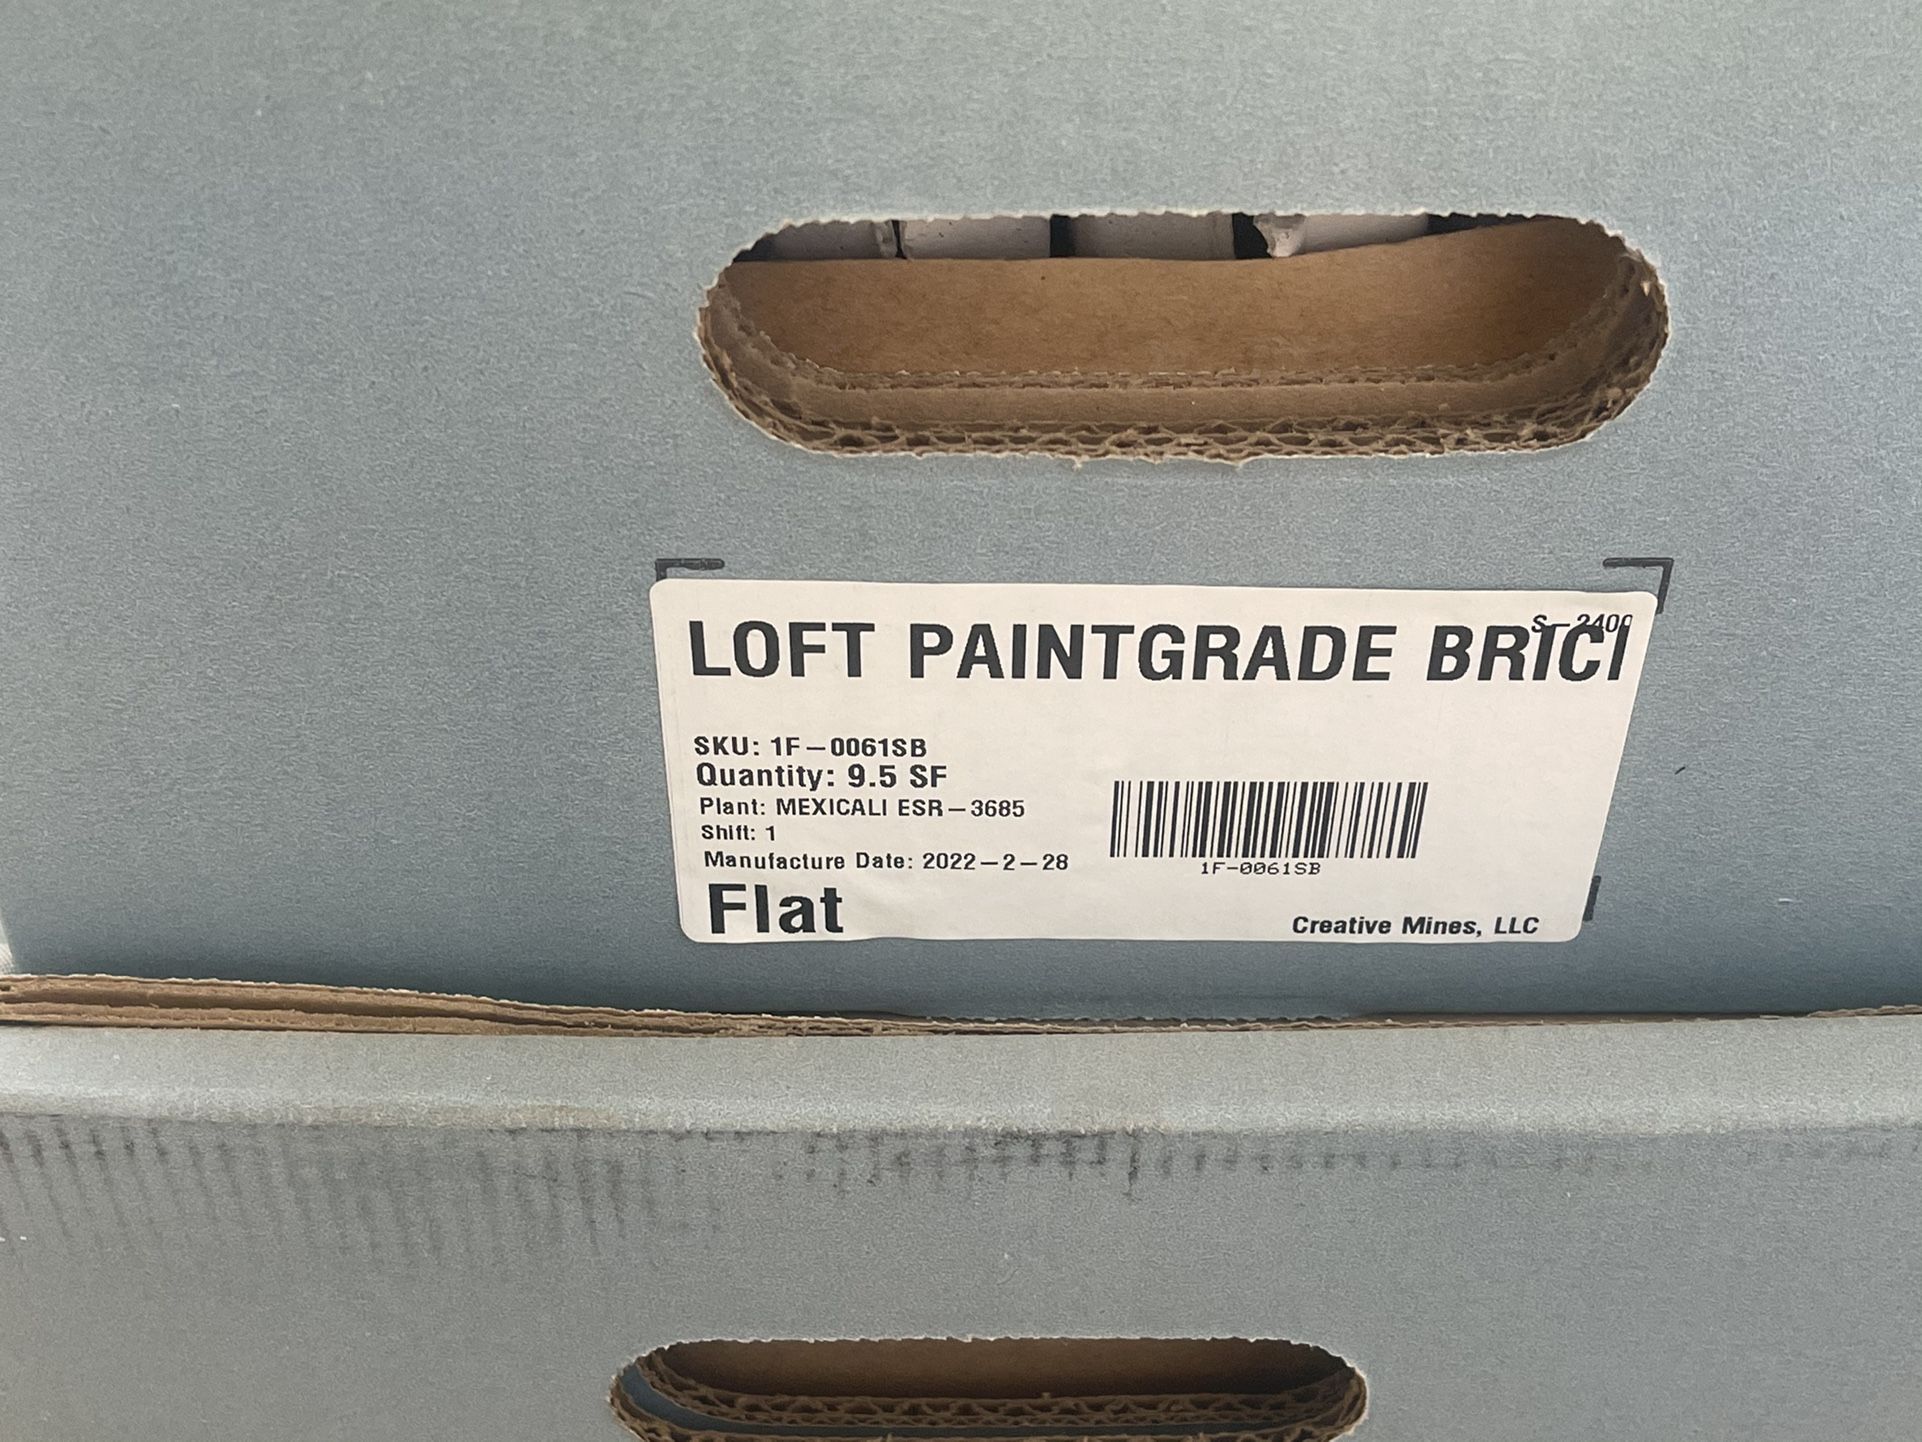 S-2400
LOFT PAINTGRADE BRICI
SKU: 1F-0061SB
Quantity: 9.5 SF
Plant: MEXICALI ESR-3685
Shift: 1
Manufacture Date: 2022-2-28
1F-0061SB
Flat
Creative Mines, LLC